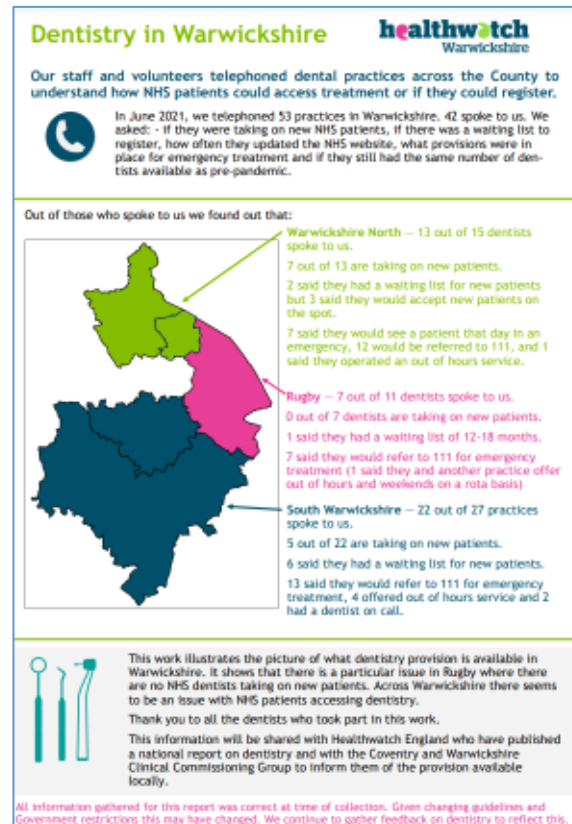 Dentistry in Warwickshire
healthwatch
Warwickshire
Our staff and volunteers telephoned dental practices across the County to
understand how NHS patients could access treatment or if they could register.
In June 2021, we telephoned 53 practices in Warwickshire. 42 spoke to us. We
asked: - if they were taking on new NHS patients, if there was a waiting list to
register, how often they updated the NHS website, what provisions were in
place for emergency treatment and if they still had the same number of den-
tists available as pre-pandemic.
Out of those who spoke to us we found out that:
Warwickshire North — 13 out of 15 dentists
spoke to us.
7 out of 13 are taking on new patients.
2 said they had a waiting list for new patients
but 3 said they would accept new patients on
the spot.
7 said they would see a patient that day in an
emergency, 12 would be referred to 111, and 1
said they operated an out of hours service.
Rugby — 7 out of 11 dentists spoke to us.
0 out of 7 dentists are taking on new patients.
1 said they had a waiting list of 12-18 months.
7 said they would refer to 111 for emergency
treatment (1 said they and another practice offer
out of hours and weekends on a rota basis)
South Warwickshire — 22 out of 27 practices
spoke to us.
5 out of 22 are taking on new patients.
6 said they had a waiting list for new patients.
13 said they would refer to 111 for emergency
treatment, 4 offered out of hours service and 2
had a dentist on call.
This work illustrates the picture of what dentistry provision is available in
Warwickshire. It shows that there is a particular issue in Rugby where there
are no NHS dentists taking on new patients. Across Warwickshire there seems
to be an issue with NHS patients accessing dentistry.
Thank you to all the dentists who took part in this work.
This information will be shared with Healthwatch England who have published
a national report on dentistry and with the Coventry and Warwickshire
Clinical Commissioning Group to inform them of the provision available
locally.
All information gathered for this report was correct at time of collection. Given changing guidelines and
Government restrictions this may have changed. We continue to gather feedback on dentistry to reflect this.